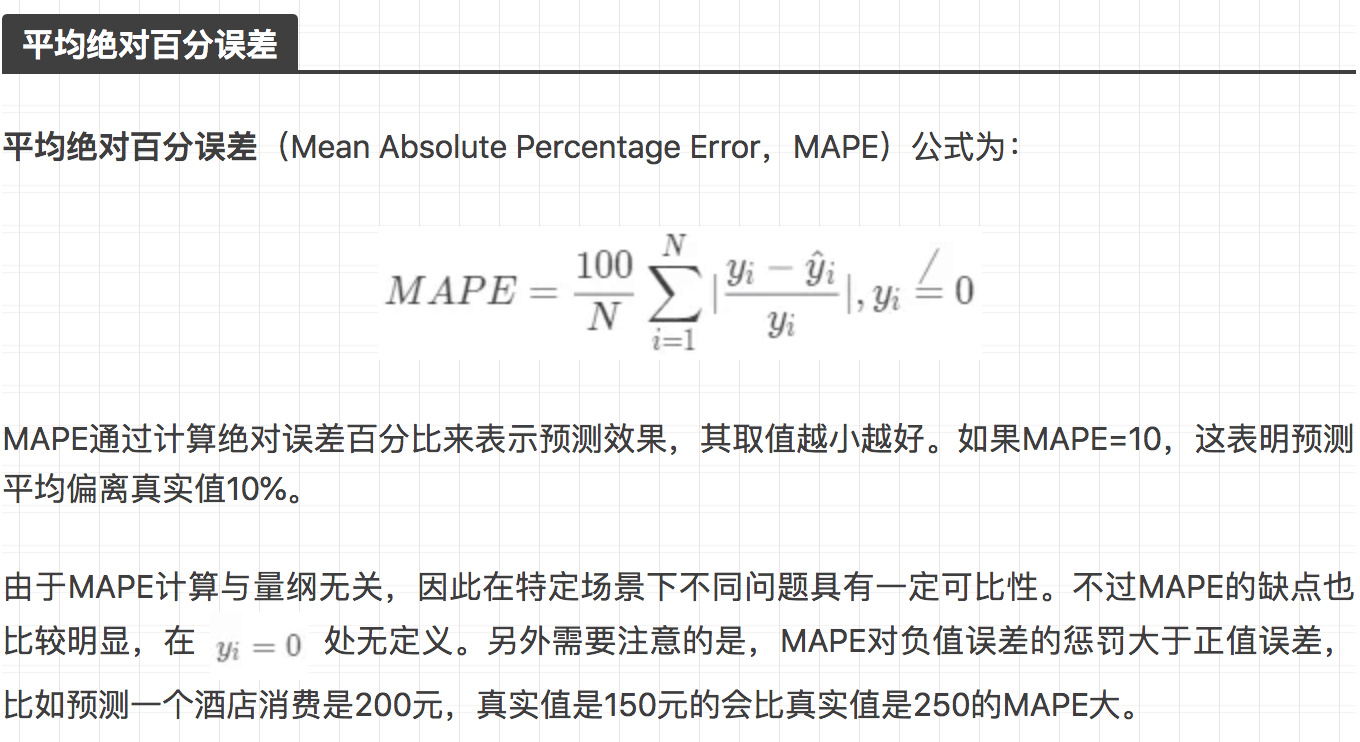 平均绝对百分误差
平均绝对百分误差（Mean Absolute Percentage Error，MAPE）公式为：
MAPE = \frac{100}{N} \sum_{i=1}^{N} |\frac{y_i - \hat{y}_i}{y_i}|, y_i \neq 0
MAPE通过计算绝对误差百分比来表示预测效果，其取值越小越好。如果MAPE=10，这表明预测
平均偏离真实值10%。
由于MAPE计算与量纲无关，因此在特定场景下不同问题具有一定可比性。不过MAPE的缺点也
比较明显，在 y_i = 0 处无定义。另外需要注意的是，MAPE对负值误差的惩罚大于正值误差，
比如预测一个酒店消费是200元，真实值是150元的会比真实值是250的MAPE大。